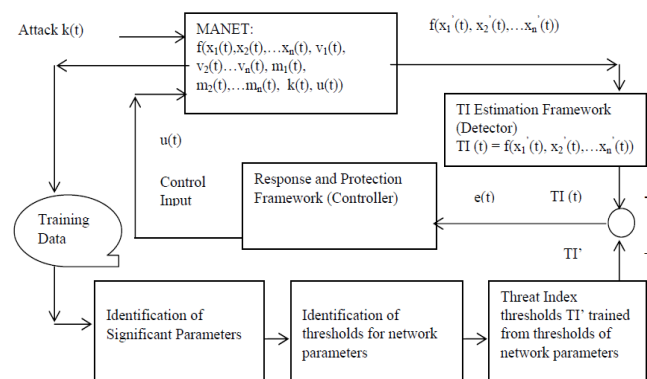 Attack k(t)
MANET:
f(x₁(t),x₂(t),…xₙ(t), v₁(t),
v₂(t)…vₙ(t), m₁(t),
m₂(t),…mₙ(t), k(t), u(t))
f(x₁'(t), x₂'(t),…xₙ'(t))
TI Estimation Framework
(Detector)
TI (t) = f(x₁'(t), x₂'(t),…xₙ'(t))
u(t)
Control
Input
Response and Protection
Framework (Controller)
e(t)
TI (t)
TI’
Training
Data
Identification of
Significant Parameters
Identification of
thresholds for network
parameters
Threat Index
thresholds TI’ trained
from thresholds of
network parameters